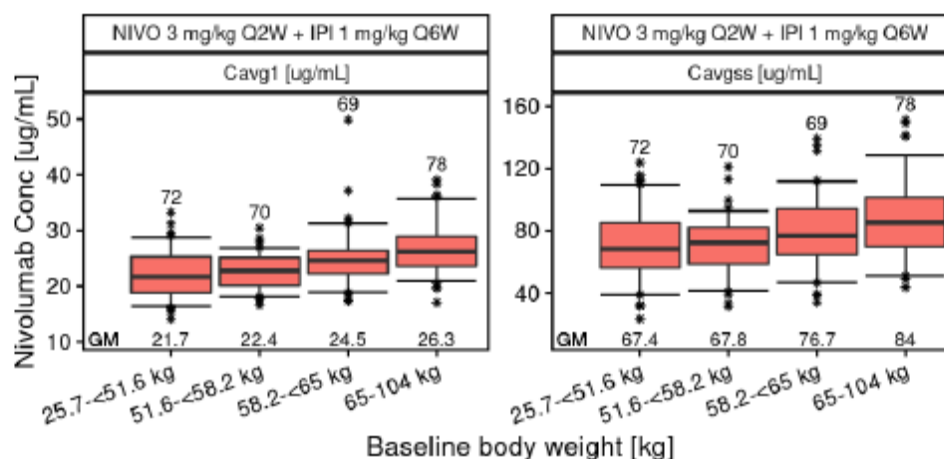 NIVO 3 mg/kg Q2W + IPI 1 mg/kg Q6W
Cavg1 [ug/mL]
Nivolumab Conc [ug/mL]
50
40
30
20
10
72
70
69
78
GM 21.7 22.4 24.5 26.3
25.7-<51.6 kg
51.6-<58.2 kg
58.2-<65 kg
65-104 kg
NIVO 3 mg/kg Q2W + IPI 1 mg/kg Q6W
Cavgss [ug/mL]
160
120
80
40
72
70
69
78
GM 67.4 67.8 76.7 84
25.7-<51.6 kg
51.6-<58.2 kg
58.2-<65 kg
65-104 kg
Baseline body weight [kg]